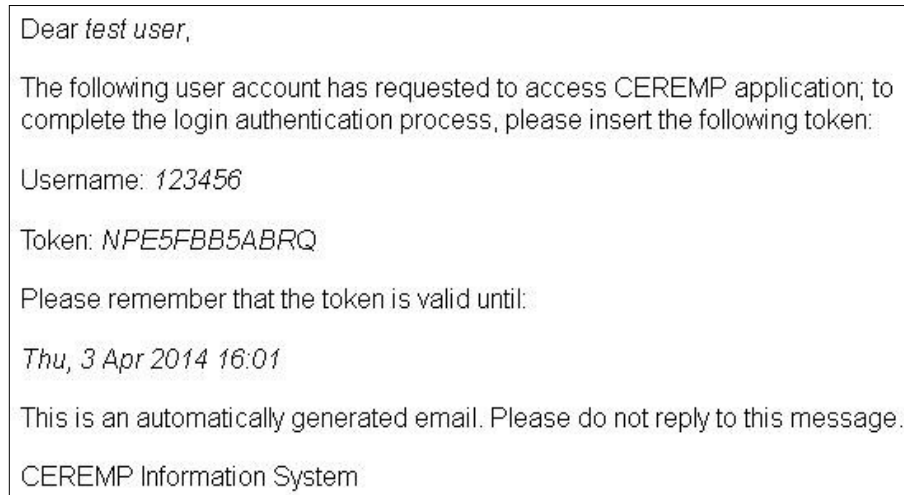 Dear test user,
The following user account has requested to access CEREMP application; to
complete the login authentication process, please insert the following token:
Username: 123456
Token: NPE5FBB5ABRQ
Please remember that the token is valid until:
Thu, 3 Apr 2014 16:01
This is an automatically generated email. Please do not reply to this message.
CEREMP Information System